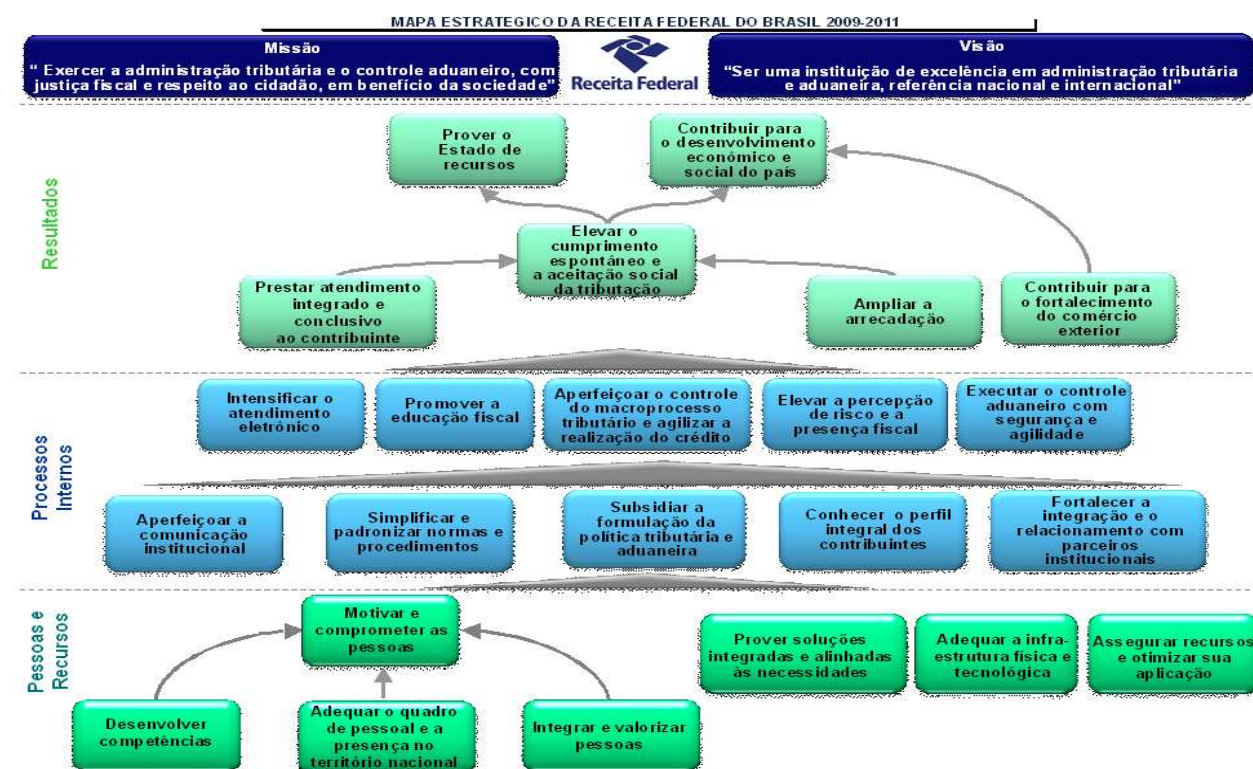 MAPA ESTRATEGICO DA RECEITA FEDERAL DO BRASIL 2009-2011
Missão
“ Exercer a administração tributária e o controle aduaneiro, com
justiça fiscal e respeito ao cidadão, em benefício da sociedade”
Receita Federal
Visão
“Ser uma instituição de excelência em administração tributária
e aduaneira, referência nacional e internacional”
Resultados
Prover o
Estado de
recursos
Contribuir para
o desenvolvimento
económico e
social do país
Elevar o
cumprimento
espontáneo e
a aceitação social
da tributação
Prestar atendimento
integrado e
conclusivo
ao contribuinte
Ampliar a
arrecadação
Contribuir para
o fortalecimento
do comércio
exterior
Processos
Internos
Intensificar o
atendimento
eletrônico
Promover a
educação fiscal
Aperfeiçoar o controle
do macroprocesso
tributário e agilizar a
realização do crédito
Elevar a percepção
de risco e a
presença fiscal
Executar o controle
aduaneiro com
segurança e
agilidade
Aperfeiçoar a
comunicação
institucional
Simplificar e
padronizar normas e
procedimentos
Subsidiar a
formulação da
política tributária e
aduaneira
Conhecer o perfil
integral dos
contribuintes
Fortalecer a
integração e o
relacionamento com
parceiros
institucionais
Pessoas e
Recursos
Motivar e
comprometer as
pessoas
Prover soluções
integradas e alinhadas
às necessidades
Adequar a infra-
estrutura física e
tecnológica
Assegurar recursos
e otimizar sua
aplicação
Desenvolver
competências
Adequar o quadro
de pessoal e a
presença no
território nacional
Integrar e valorizar
pessoas